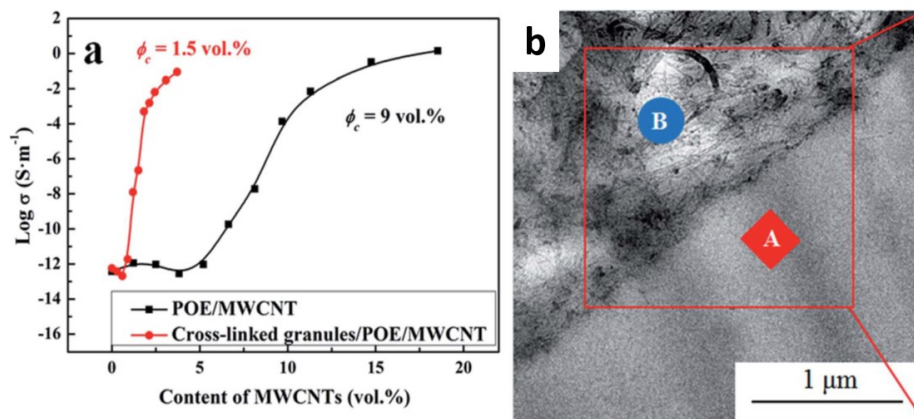 a
ϕc = 1.5 vol.%
ϕc = 9 vol.%
Log σ (S·m-1)
0
-2
-4
-6
-8
-10
-12
-14
-16
POE/MWCNT
Cross-linked granules/POE/MWCNT
0 5 10 15 20
Content of MWCNTs (vol.%)
b
B
A
1 μm